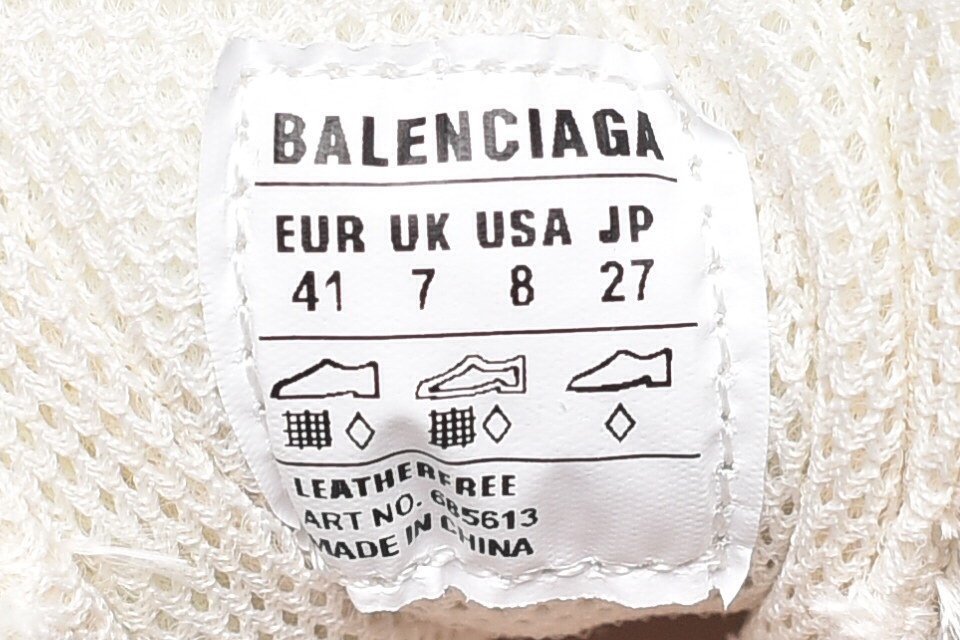 BALENCIAGA
EUR UK USA JP
41 7 8 27
LEATHERFREE
ART NO. 685613
MADE IN CHINA